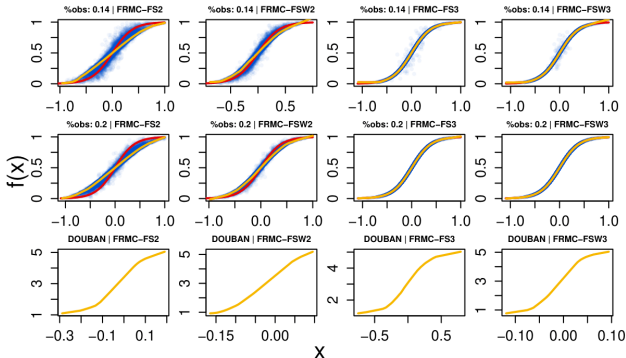 %obs: 0.14 | FRMC−FS2 %obs: 0.14 | FRMC−FSW2 %obs: 0.14 | FRMC−FS3 %obs: 0.14 | FRMC−FSW3
0 0.5 1 0 0.5 1 0 0.5 1 0 0.5 1
−1.0 0.0 1.0 −0.5 0.5 −1.0 0.0 1.0 −1.0 0.0 1.0
%obs: 0.2 | FRMC−FS2 %obs: 0.2 | FRMC−FSW2 %obs: 0.2 | FRMC−FS3 %obs: 0.2 | FRMC−FSW3
f(x)
0 0.5 1 0 0.5 1 0 0.5 1 0 0.5 1
−1.0 0.0 1.0 −1.0 0.0 1.0 −1.0 0.0 1.0 −1.0 0.0 1.0
DOUBAN | FRMC−FS2 DOUBAN | FRMC−FSW2 DOUBAN | FRMC−FS3 DOUBAN | FRMC−FSW3
1 3 5 1 3 5 2 4 1 3 5
−0.3 −0.1 0.1 −0.15 0.00 −0.5 0.5 −0.10 0.00 0.10
x